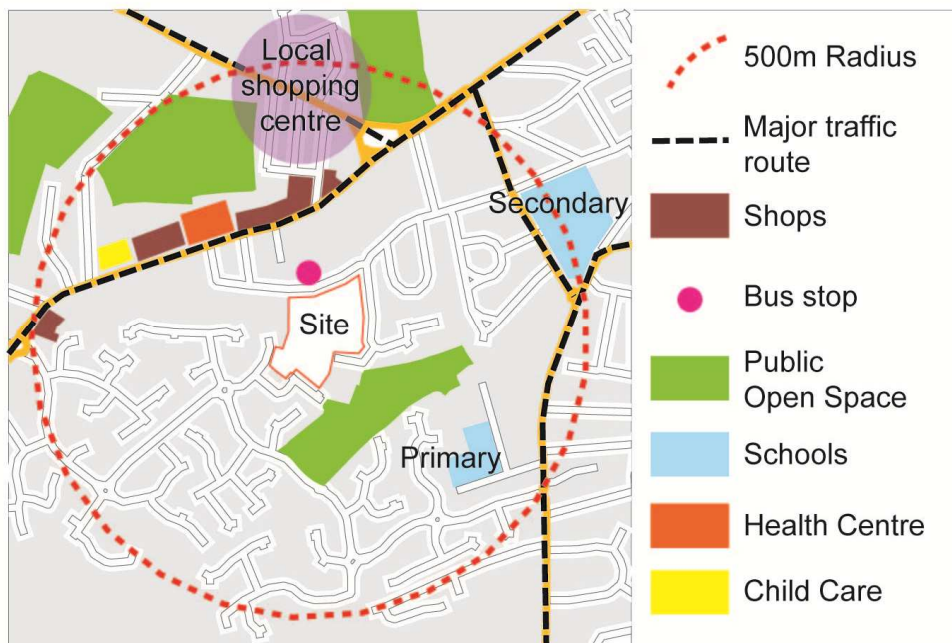 Local
shopping
centre
Secondary
Site
Primary
500m Radius
Major traffic
route
Shops
Bus stop
Public
Open Space
Schools
Health Centre
Child Care